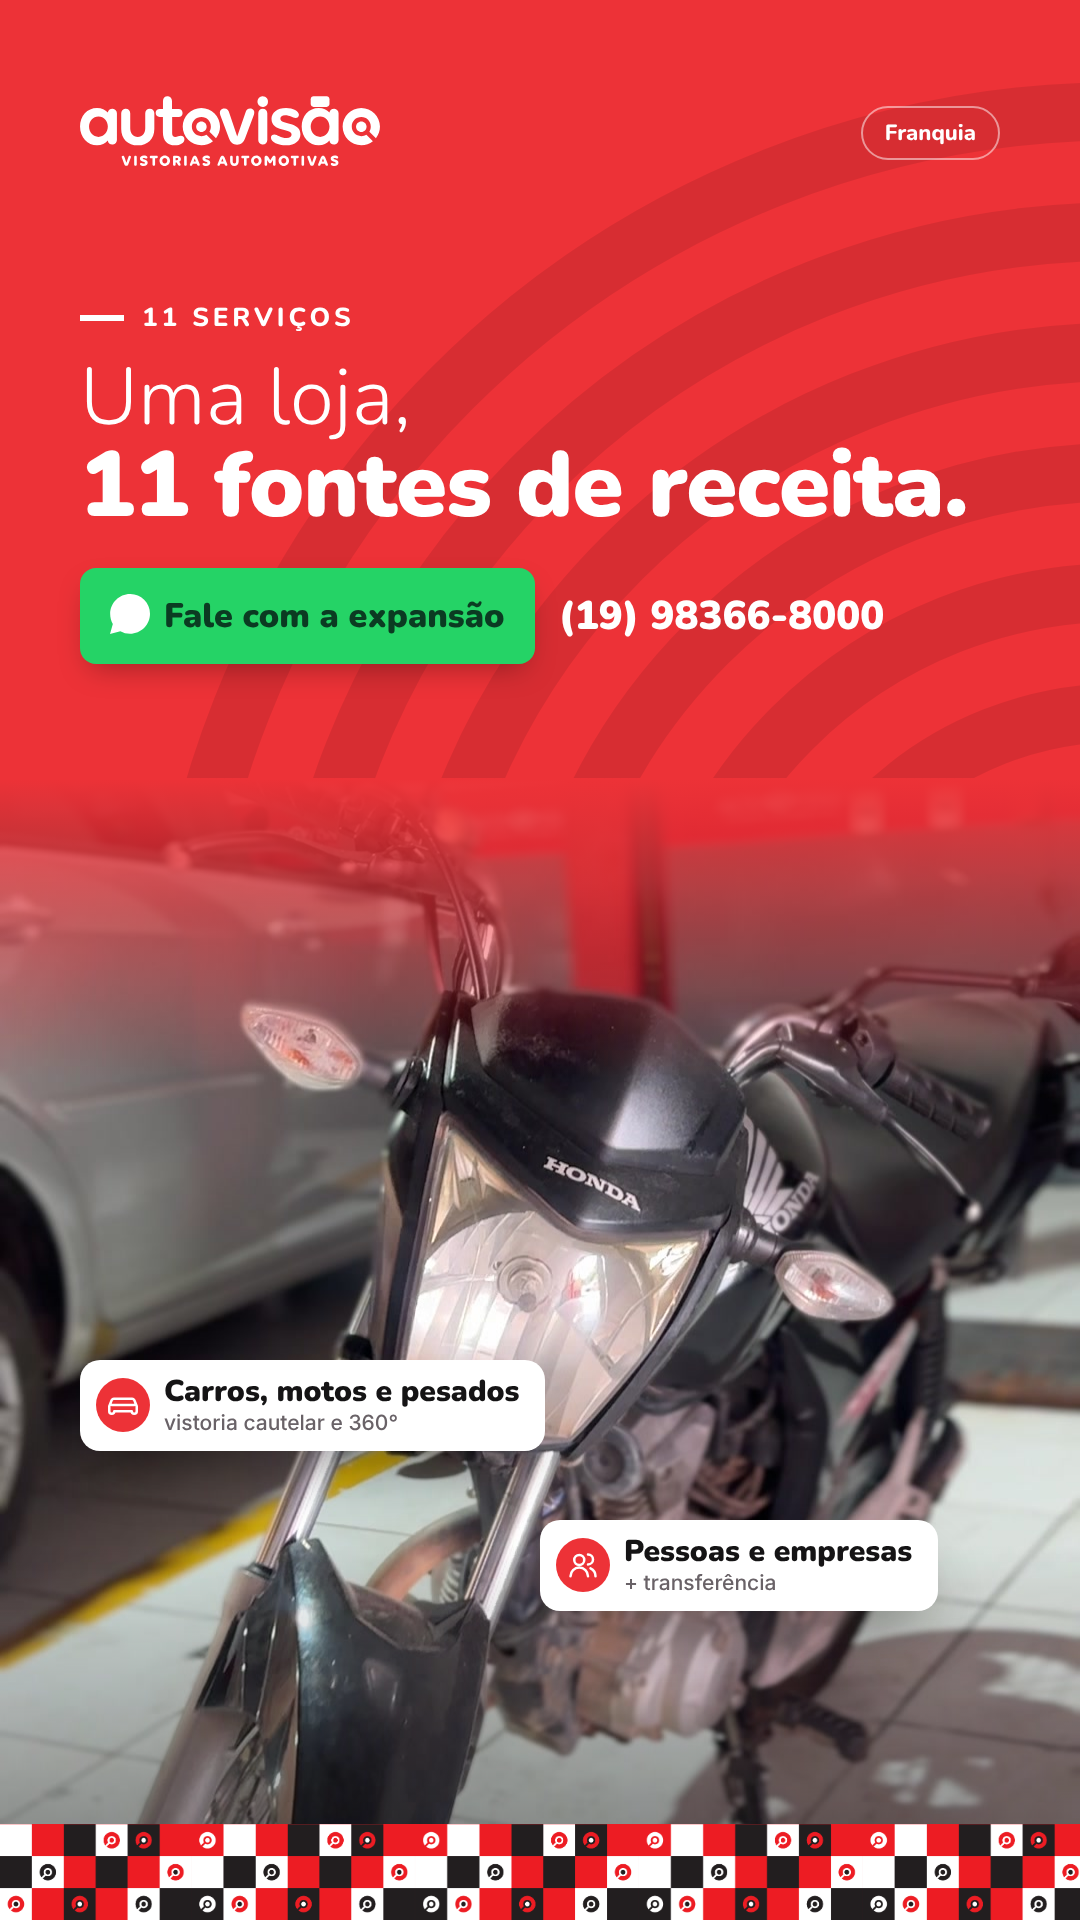 autovisão
VISTORIAS AUTOMOTIVAS
Franquia
11 SERVIÇOS
Uma loja,
11 fontes de receita.
Fale com a expansão
(19) 98366-8000
HONDA
HONDA
Carros, motos e pesados
vistoria cautelar e 360°
Pessoas e empresas
+ transferência